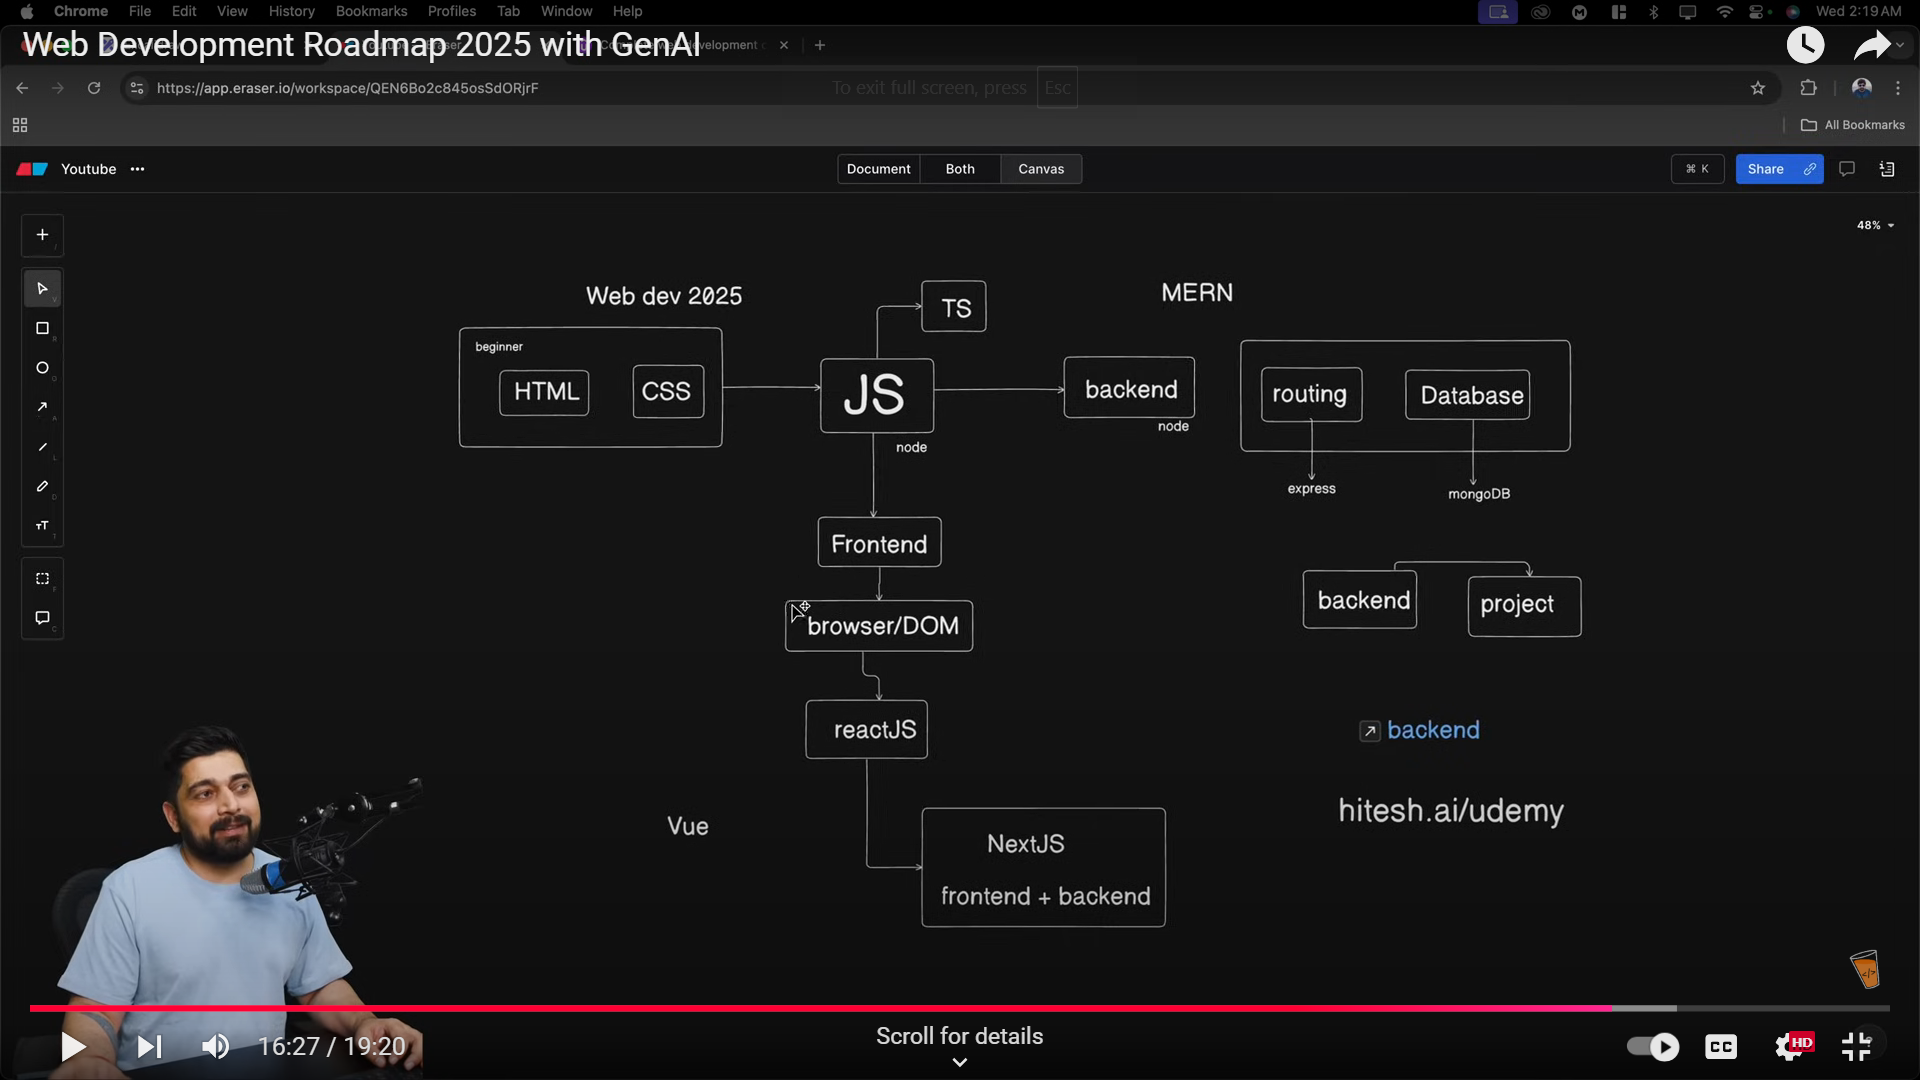 Chrome File Edit View History Bookmarks Profiles Tab Window Help
Wed 2:19 AM
Web Development Roadmap 2025 with GenAI
https://app.eraser.io/workspace/QEN6Bo2c845osSdORjrF
To exit full screen, press Esc
All Bookmarks
Youtube
Document Both Canvas
⌘ K
Share
48%
Web dev 2025
TS
MERN
beginner
HTML CSS
JS
node
backend
node
routing Database
express
mongoDB
Frontend
browser/DOM
backend project
reactJS
backend
Vue
hitesh.ai/udemy
NextJS
frontend + backend
16:27 / 19:20
Scroll for details
CC
HD